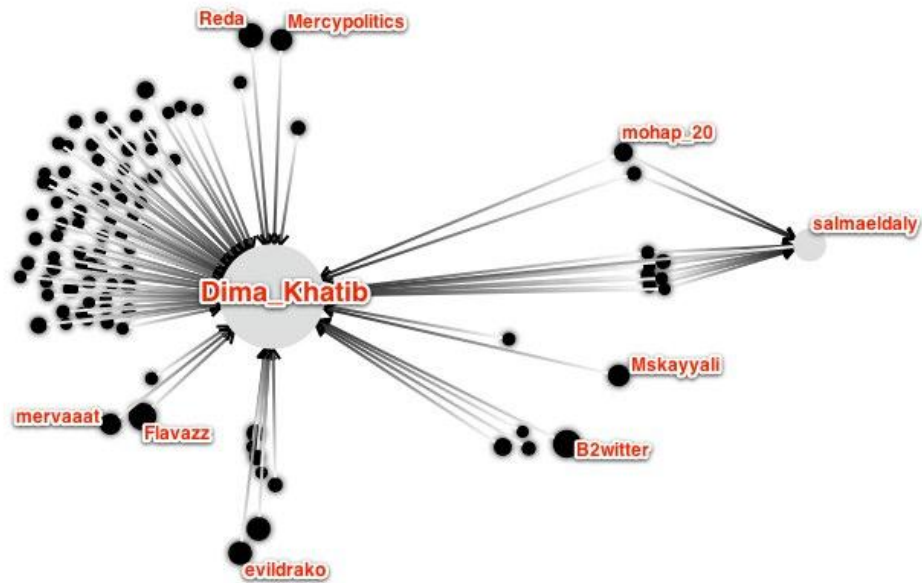 Reda
Mercypolitics
mohap_20
salmaeldaly
Dima_Khatib
Mskayyali
mervaaat
Flavazz
B2witter
evildrako